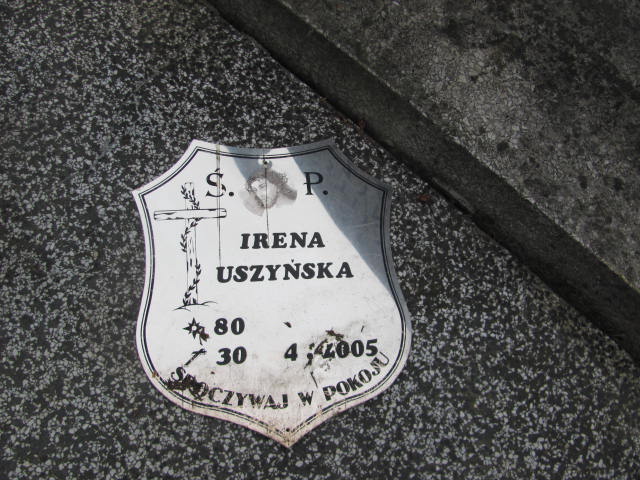 Ś. P.
IRENA
USZYŃSKA
80
30 4 2005
SPOCZYWAJ W POKOJU